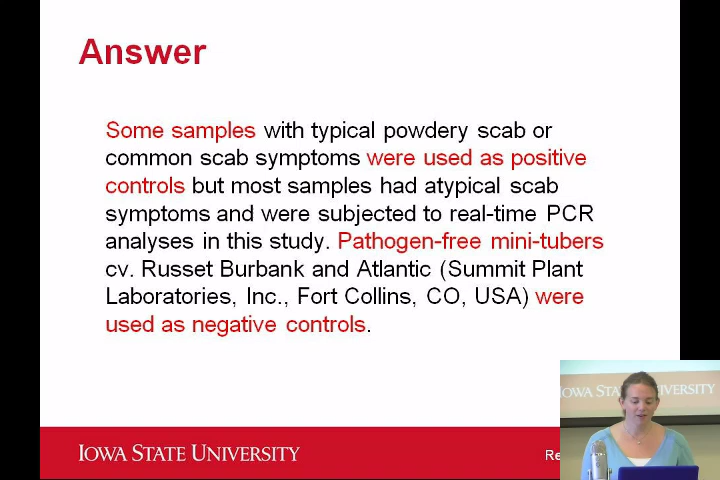 Answer
Some samples with typical powdery scab or
common scab symptoms were used as positive
controls but most samples had atypical scab
symptoms and were subjected to real-time PCR
analyses in this study. Pathogen-free mini-tubers
cv. Russet Burbank and Atlantic (Summit Plant
Laboratories, Inc., Fort Collins, CO, USA) were
used as negative controls.
IOWA STATE UNIVERSITY